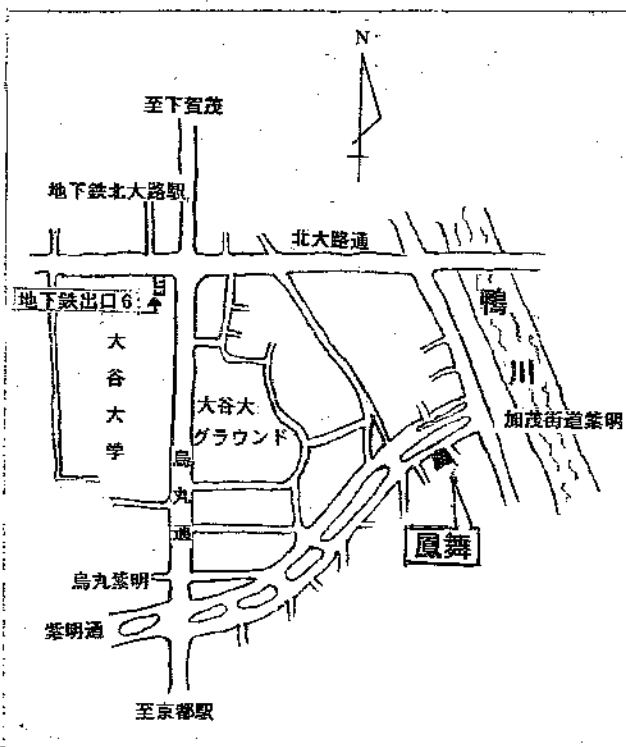 N
至下賀茂
地下鉄北大路駅
北大路通
地下鉄出口6
鴨川
大谷大学
大谷大
グラウンド
加茂街道紫明
烏丸通
鳳舞
烏丸紫明
紫明通
至京都駅